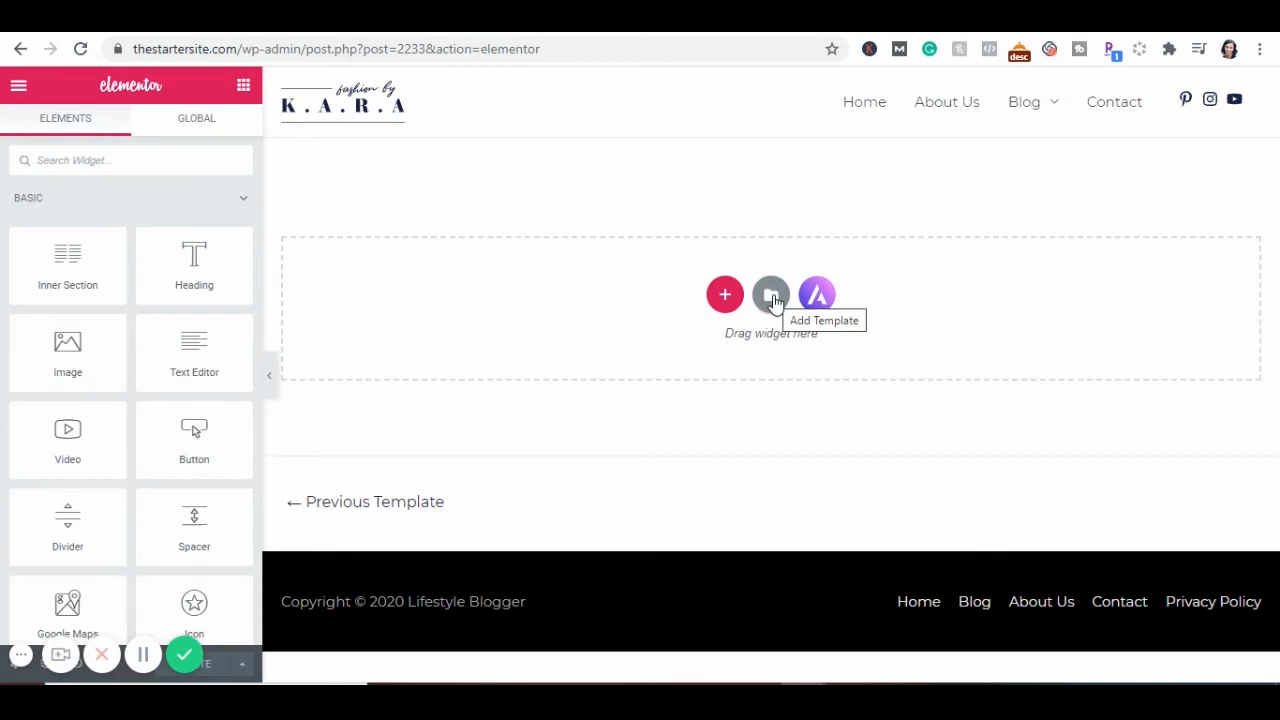 thestartersite.com/wp-admin/post.php?post=2233&action=elementor
desc
1
elementor
ELEMENTS
GLOBAL
Search Widget...
BASIC
Inner Section
Heading
Image
Text Editor
Video
Button
Divider
Spacer
Google Maps
Icon
fashion by
K.A.R.A
Home
About Us
Blog
Contact
Add Template
Drag widget here
← Previous Template
Copyright © 2020 Lifestyle Blogger
Home
Blog
About Us
Contact
Privacy Policy